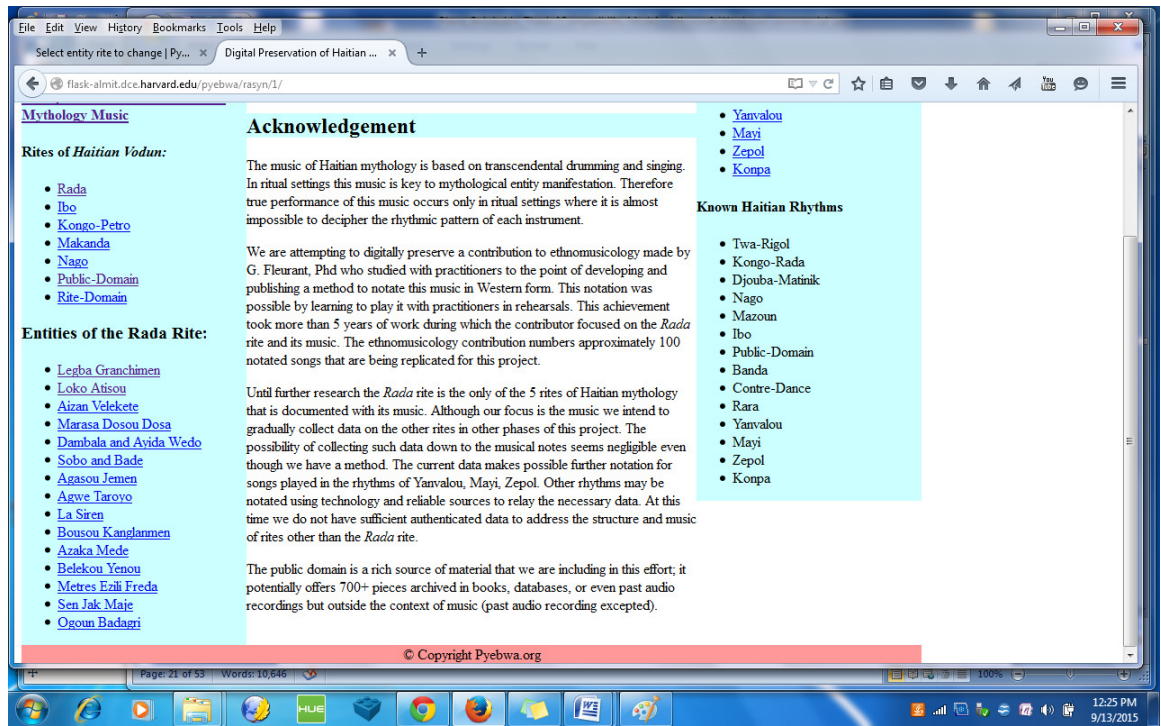 File Edit View History Bookmarks Tools Help
Select entity rite to change | Py... × Digital Preservation of Haitian ... × +
flask-almit.dce.harvard.edu/pyebwa/rasyn/1/
Mythology Music
Rites of Haitian Vodun:
Rada
Ibo
Kongo-Petro
Makanda
Nago
Public-Domain
Rite-Domain
Entities of the Rada Rite:
Legba Granchimen
Loko Atisou
Aizan Velekete
Marasa Dosou Dosa
Dambala and Ayida Wedo
Sobo and Bade
Agasou Jemen
Agwe Taroyo
La Siren
Bousou Kanglanmen
Azaka Mede
Belekou Yenou
Metres Ezili Freda
Sen Jak Maje
Ogoun Badagri
Acknowledgement
The music of Haitian mythology is based on transcendental drumming and singing.
In ritual settings this music is key to mythological entity manifestation. Therefore
true performance of this music occurs only in ritual settings where it is almost
impossible to decipher the rhythmic pattern of each instrument.
We are attempting to digitally preserve a contribution to ethnomusicology made by
G. Fleurant, Phd who studied with practitioners to the point of developing and
publishing a method to notate this music in Western form. This notation was
possible by learning to play it with practitioners in rehearsals. This achievement
took more than 5 years of work during which the contributor focused on the Rada
rite and its music. The ethnomusicology contribution numbers approximately 100
notated songs that are being replicated for this project.
Until further research the Rada rite is the only of the 5 rites of Haitian mythology
that is documented with its music. Although our focus is the music we intend to
gradually collect data on the other rites in other phases of this project. The
possibility of collecting such data down to the musical notes seems negligible even
though we have a method. The current data makes possible further notation for
songs played in the rhythms of Yanvalou, Mayi, Zepol. Other rhythms may be
notated using technology and reliable sources to relay the necessary data. At this
time we do not have sufficient authenticated data to address the structure and music
of rites other than the Rada rite.
The public domain is a rich source of material that we are including in this effort; it
potentially offers 700+ pieces archived in books, databases, or even past audio
recordings but outside the context of music (past audio recording excepted).
Yanvalou
Mayi
Zepol
Konpa
Known Haitian Rhythms
Twa-Rigol
Kongo-Rada
Djouba-Matinik
Nago
Mazoun
Ibo
Public-Domain
Banda
Contre-Dance
Rara
Yanvalou
Mayi
Zepol
Konpa
© Copyright Pyebwa.org
Page: 21 of 53 Words: 10,646 100%
HUE
12:25 PM
9/13/2015